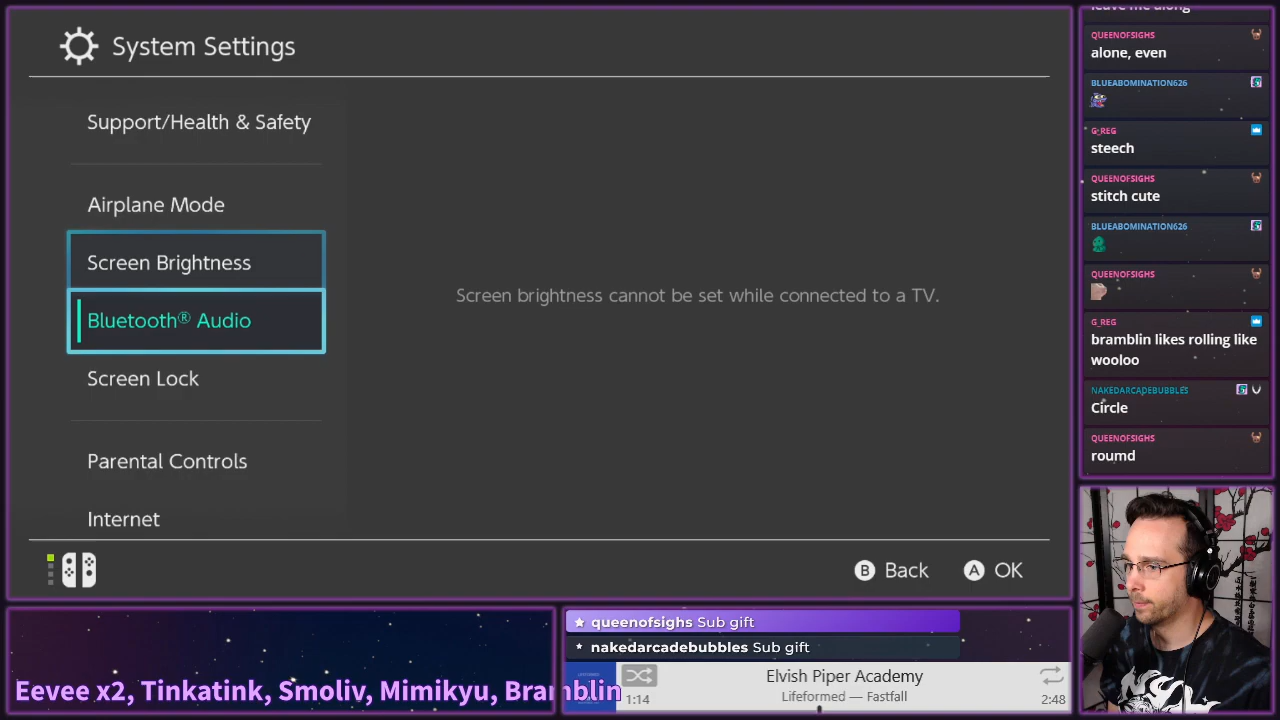 System Settings
Support/Health & Safety
Airplane Mode
Screen Brightness
Bluetooth® Audio
Screen Lock
Parental Controls
Internet
Screen brightness cannot be set while connected to a TV.
B Back
A OK
leave me along
QUEENOFSIGHS
alone, even
BLUEABOMINATION626
G_REG
steech
QUEENOFSIGHS
stitch cute
BLUEABOMINATION626
QUEENOFSIGHS
G_REG
bramblin likes rolling like
wooloo
NAKEDARCADEBUBBLES
Circle
QUEENOFSIGHS
roumd
Eevee x2, Tinkatink, Smoliv, Mimikyu, Bramblin
queenofsighs Sub gift
nakedarcadebubbles Sub gift
Elvish Piper Academy
Lifeformed — Fastfall
1:14
2:48